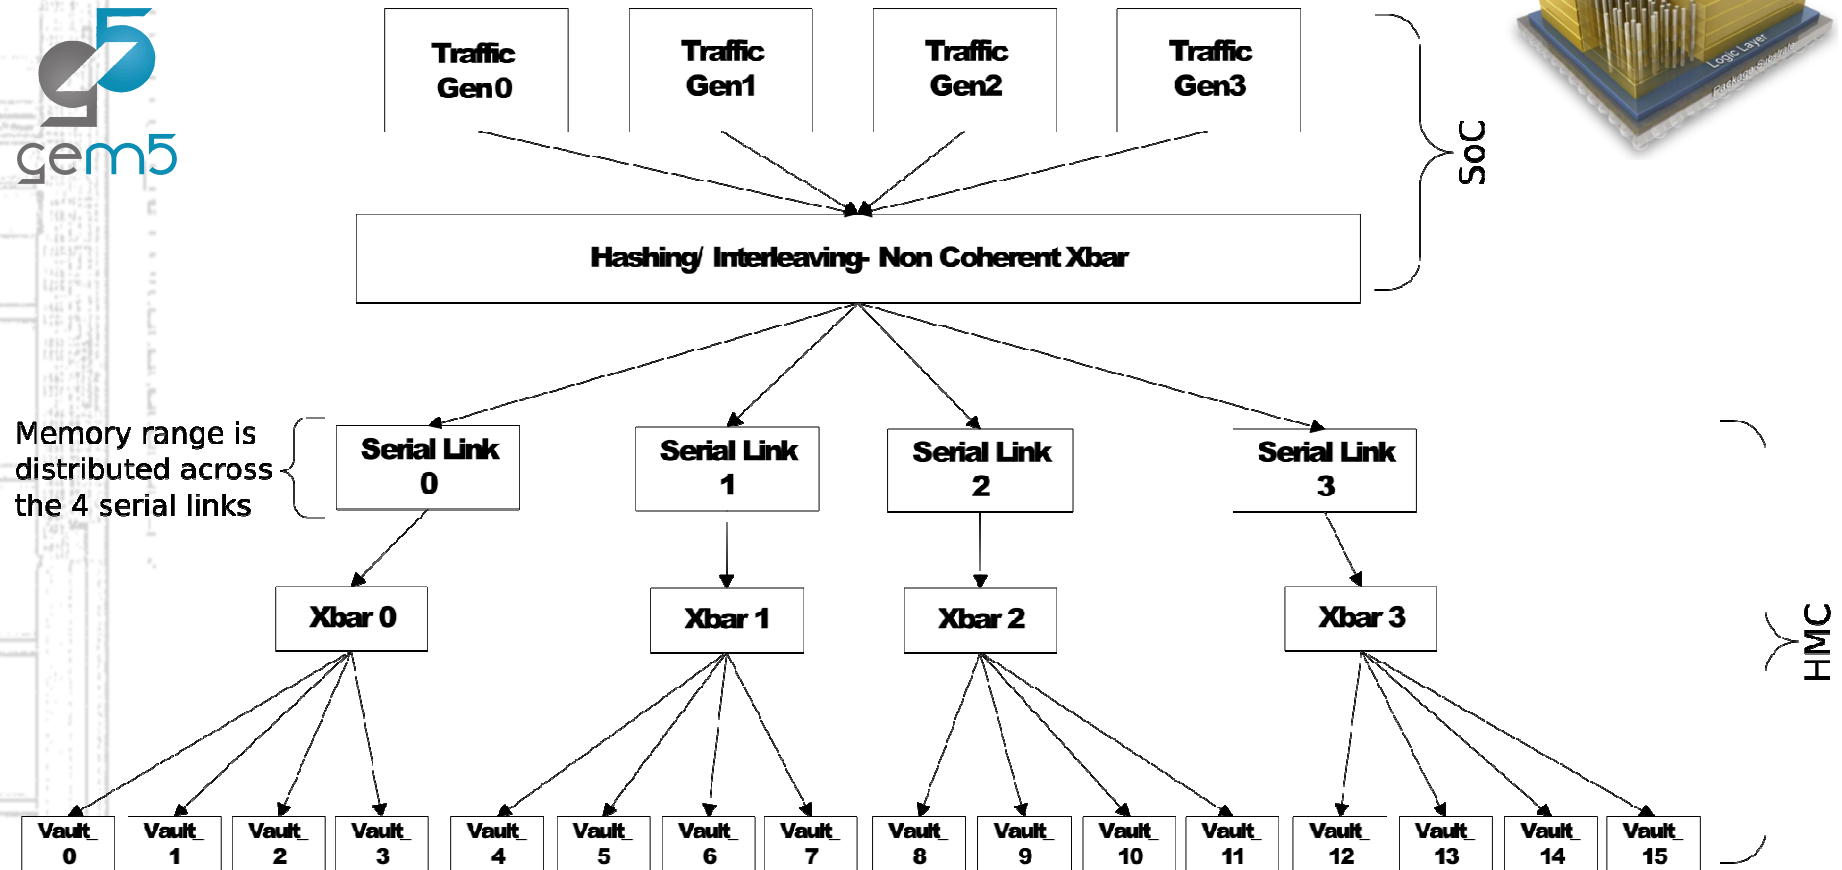 gem5
Traffic
Gen0
Traffic
Gen1
Traffic
Gen2
Traffic
Gen3
SoC
Logic Layer
Package Substrate
Hashing/ Interleaving- Non Coherent Xbar
Memory range is
distributed across
the 4 serial links
Serial Link
0
Serial Link
1
Serial Link
2
Serial Link
3
Xbar 0
Xbar 1
Xbar 2
Xbar 3
HMC
Vault_
0
Vault_
1
Vault_
2
Vault_
3
Vault_
4
Vault_
5
Vault_
6
Vault_
7
Vault_
8
Vault_
9
Vault_
10
Vault_
11
Vault_
12
Vault_
13
Vault_
14
Vault_
15